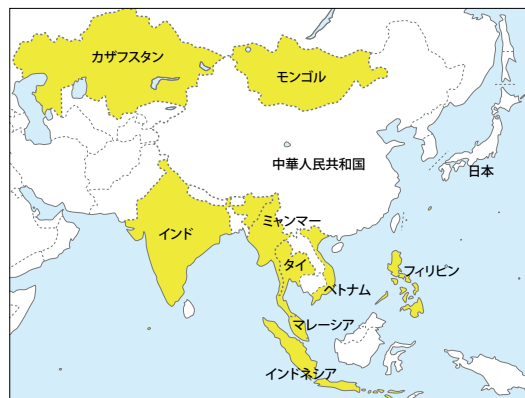 カザフスタン
モンゴル
中華人民共和国
日本
ミャンマー
インド
タイ
フィリピン
ベトナム
マレーシア
インドネシア